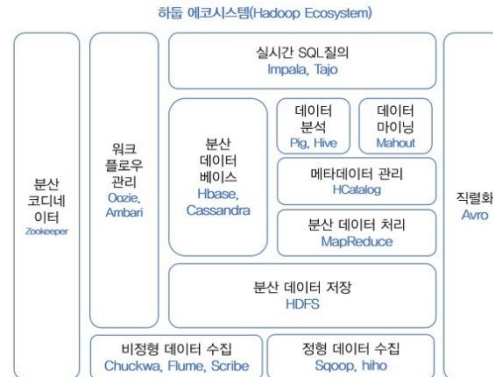 하둡 에코시스템(Hadoop Ecosystem)
분산
코디네
이터
Zookeeper
워크
플로우
관리
Oozie,
Ambari
실시간 SQL질의
Impala, Tajo
분산
데이터
베이스
Hbase,
Cassandra
데이터
분석
Pig, Hive
데이터
마이닝
Mahout
메타데이터 관리
HCatalog
분산 데이터 처리
MapReduce
분산 데이터 저장
HDFS
직렬화
Avro
비정형 데이터 수집
Chuckwa, Flume, Scribe
정형 데이터 수집
Sqoop, hiho